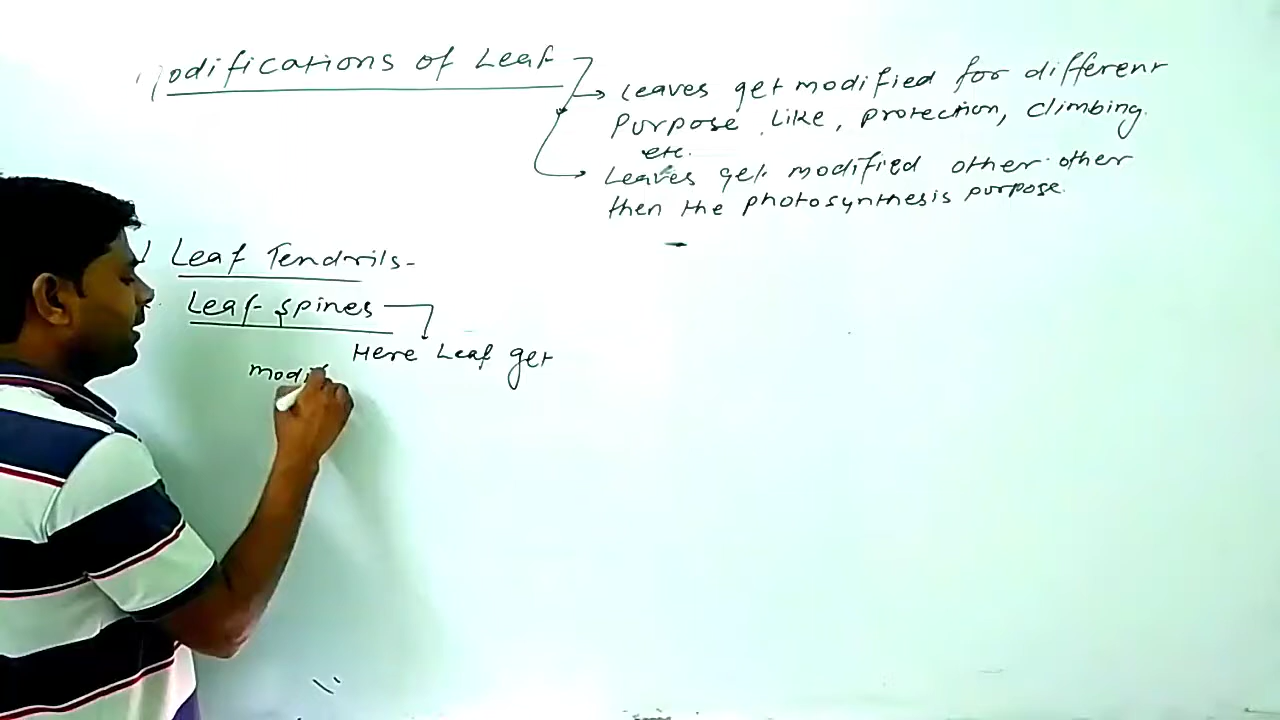 Modifications of Leaf
Leaves get modified for different
Purpose like, protection, climbing.
etc.
Leaves get modified other other
then the photosynthesis purpose.
Leaf Tendrils-
Leaf spines
Here Leaf get
modif